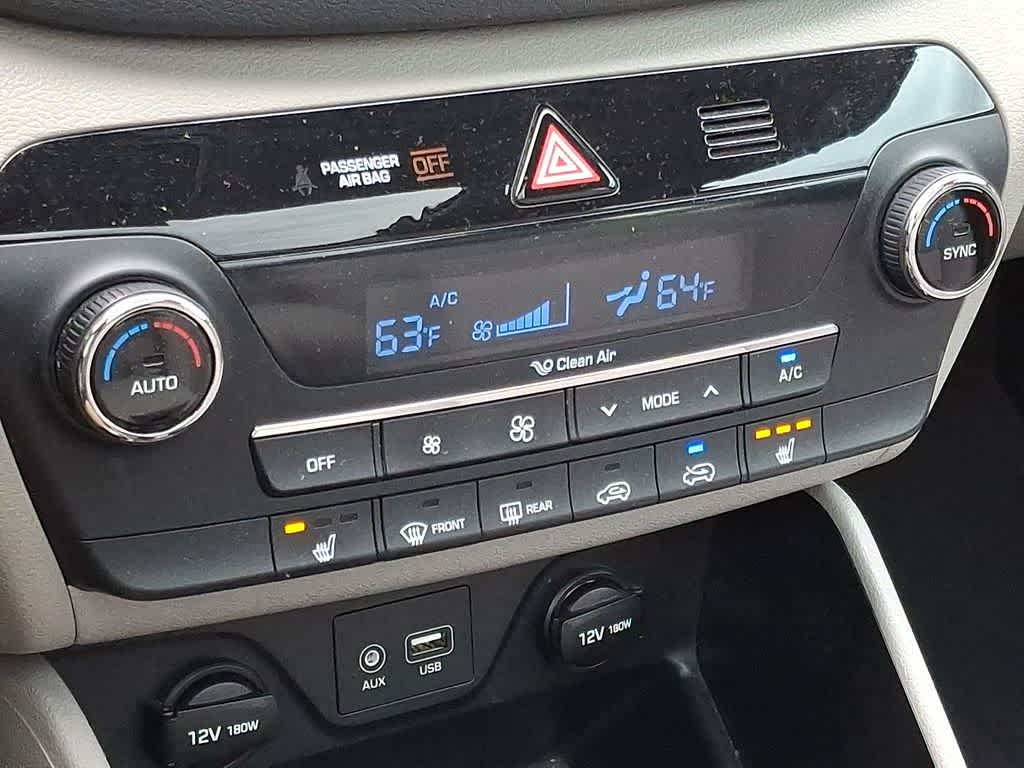 PASSENGER
AIR BAG
OFF
A/C
63°F
64°F
SYNC
AUTO
Clean Air
OFF
MODE
A/C
FRONT
REAR
AUX
USB
12V 180W
12V 180W